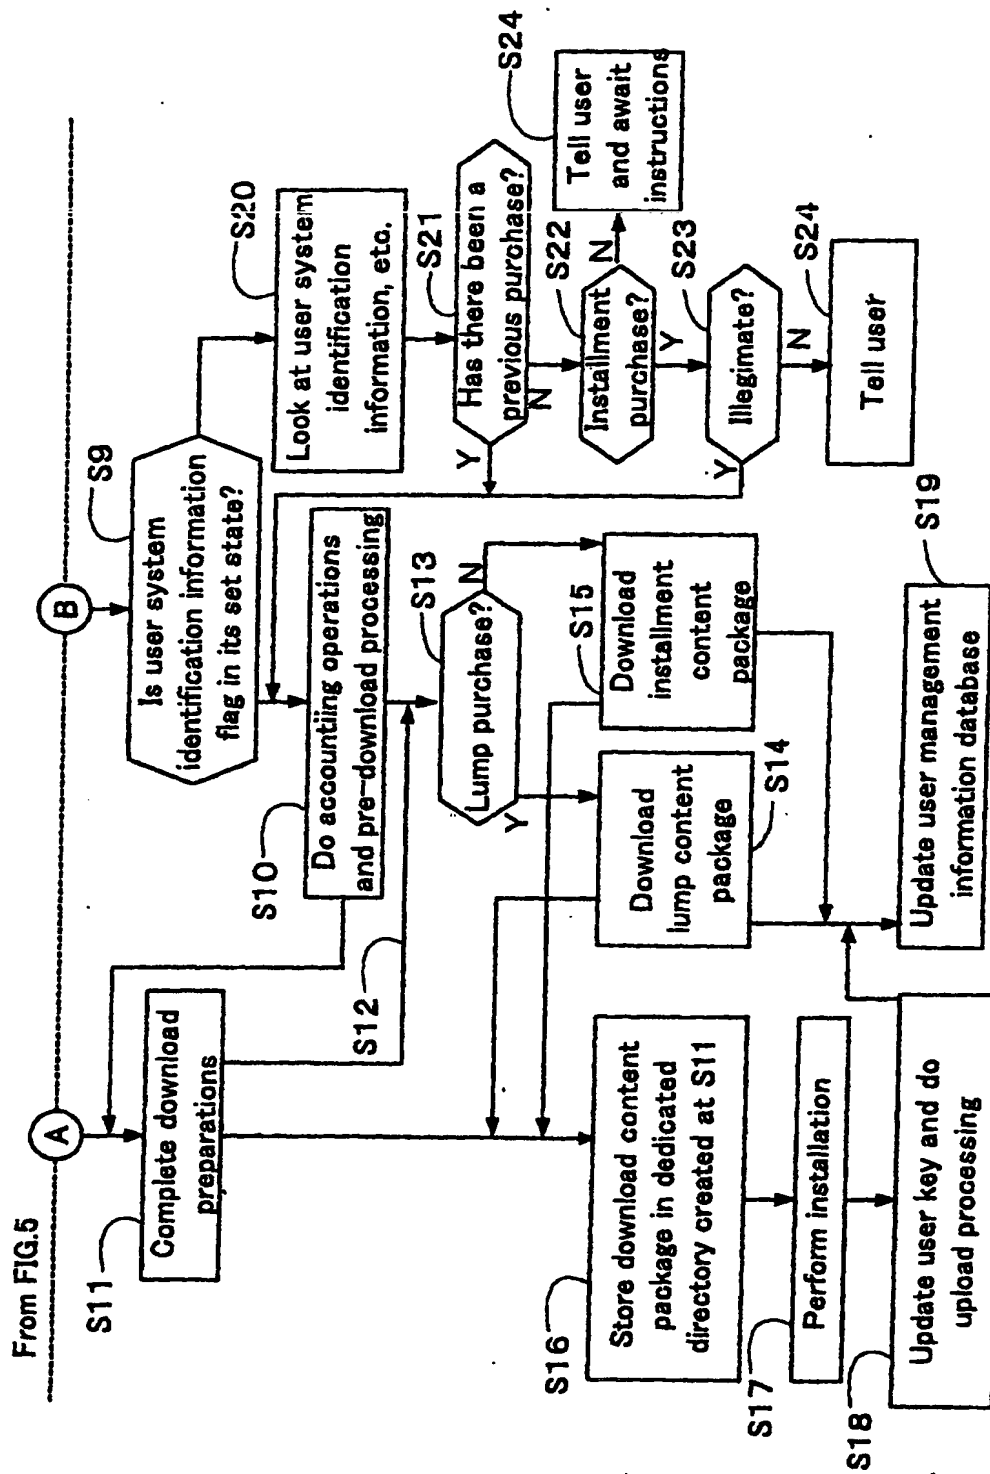 From FIG.5
A
B
S11
Complete download
preparations
S9
Is user system
identification information
flag in its set state?
S20
Look at user system
identification
information, etc.
S10
Do accountiing operations
and pre-download processing
S12
S21
Has there been a
previous purchase?
Y
N
S13
Lump purchase?
Y
N
S22
Installment
purchase?
N
Y
S24
Tell user
and await
instructions
S23
Illegimate?
Y
N
S24
Tell user
S16
Store download content
package in dedicated
directory created at S11
S14
Download
lump content
package
S15
Download
installment
content
package
S17
Perform installation
S18
Update user key and do
upload processing
S19
Update user management
information database